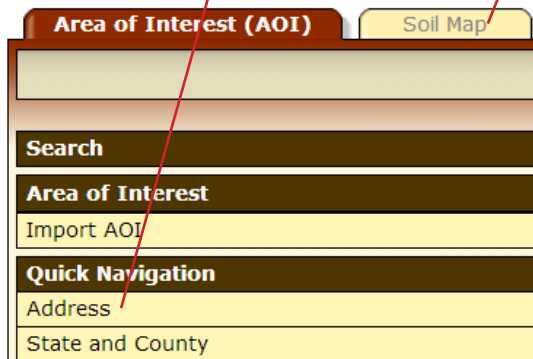 Area of Interest (AOI) Soil Map
Search
Area of Interest
Import AOI
Quick Navigation
Address
State and County